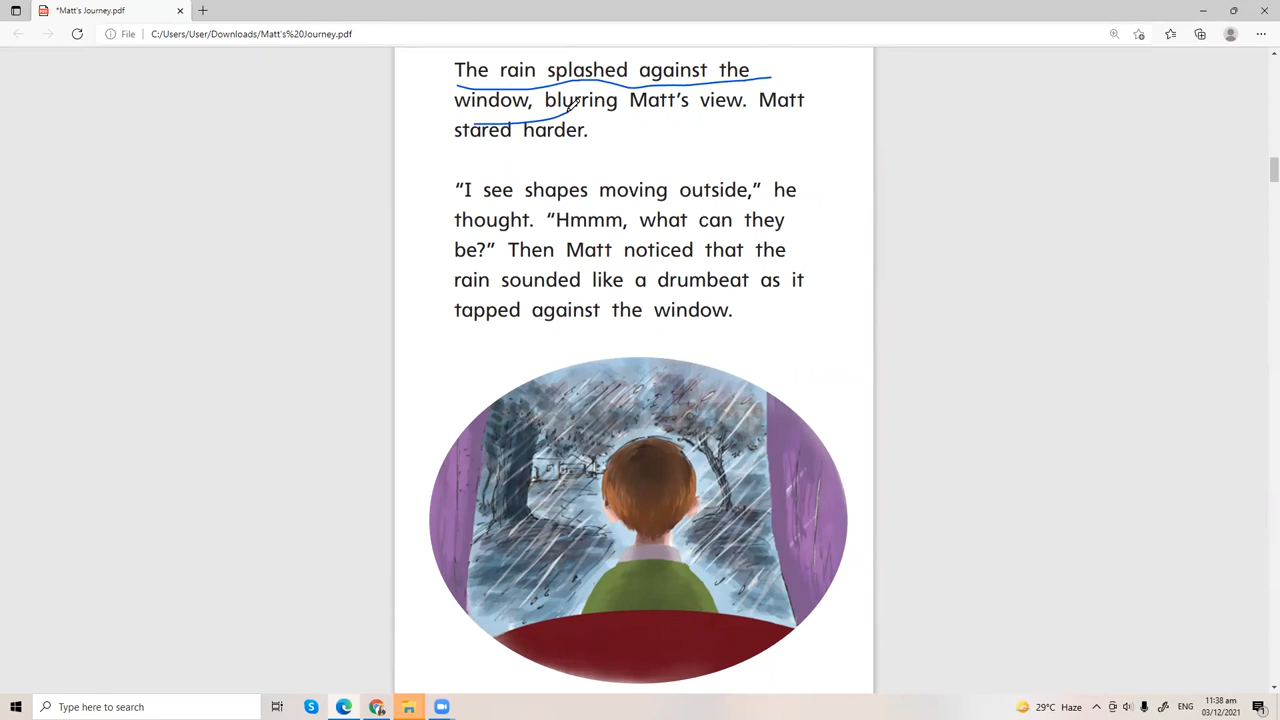 *Matt's Journey.pdf
File
C:/Users/User/Downloads/Matt's%20Journey.pdf
The rain splashed against the
window, blurring Matt’s view. Matt
stared harder.
“I see shapes moving outside,” he
thought. “Hmmm, what can they
be?” Then Matt noticed that the
rain sounded like a drumbeat as it
tapped against the window.
Type here to search
29°C Haze
ENG
11:38 am
03/12/2021